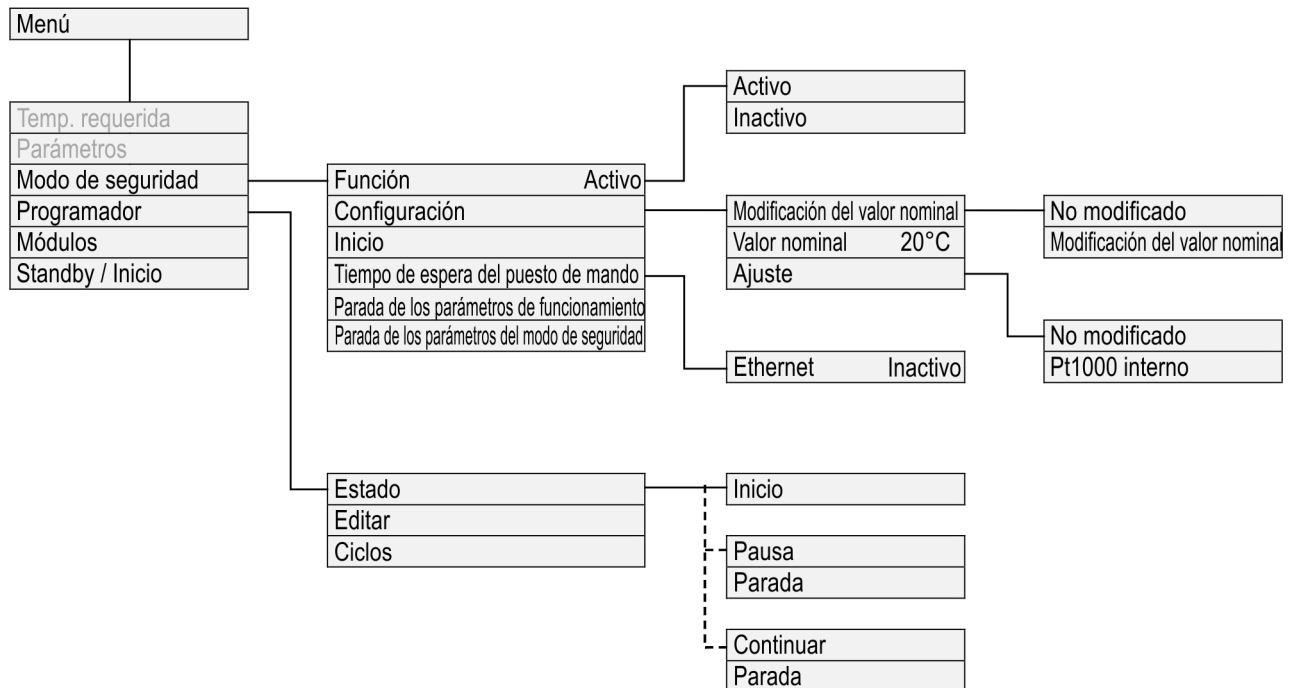 Menú
Temp. requerida
Parámetros
Modo de seguridad
Programador
Módulos
Standby / Inicio
Función Activo
Configuración
Inicio
Tiempo de espera del puesto de mando
Parada de los parámetros de funcionamiento
Parada de los parámetros del modo de seguridad
Activo
Inactivo
Modificación del valor nominal
Valor nominal 20°C
Ajuste
Ethernet Inactivo
No modificado
Modificación del valor nominal
No modificado
Pt1000 interno
Estado
Editar
Ciclos
Inicio
Pausa
Parada
Continuar
Parada